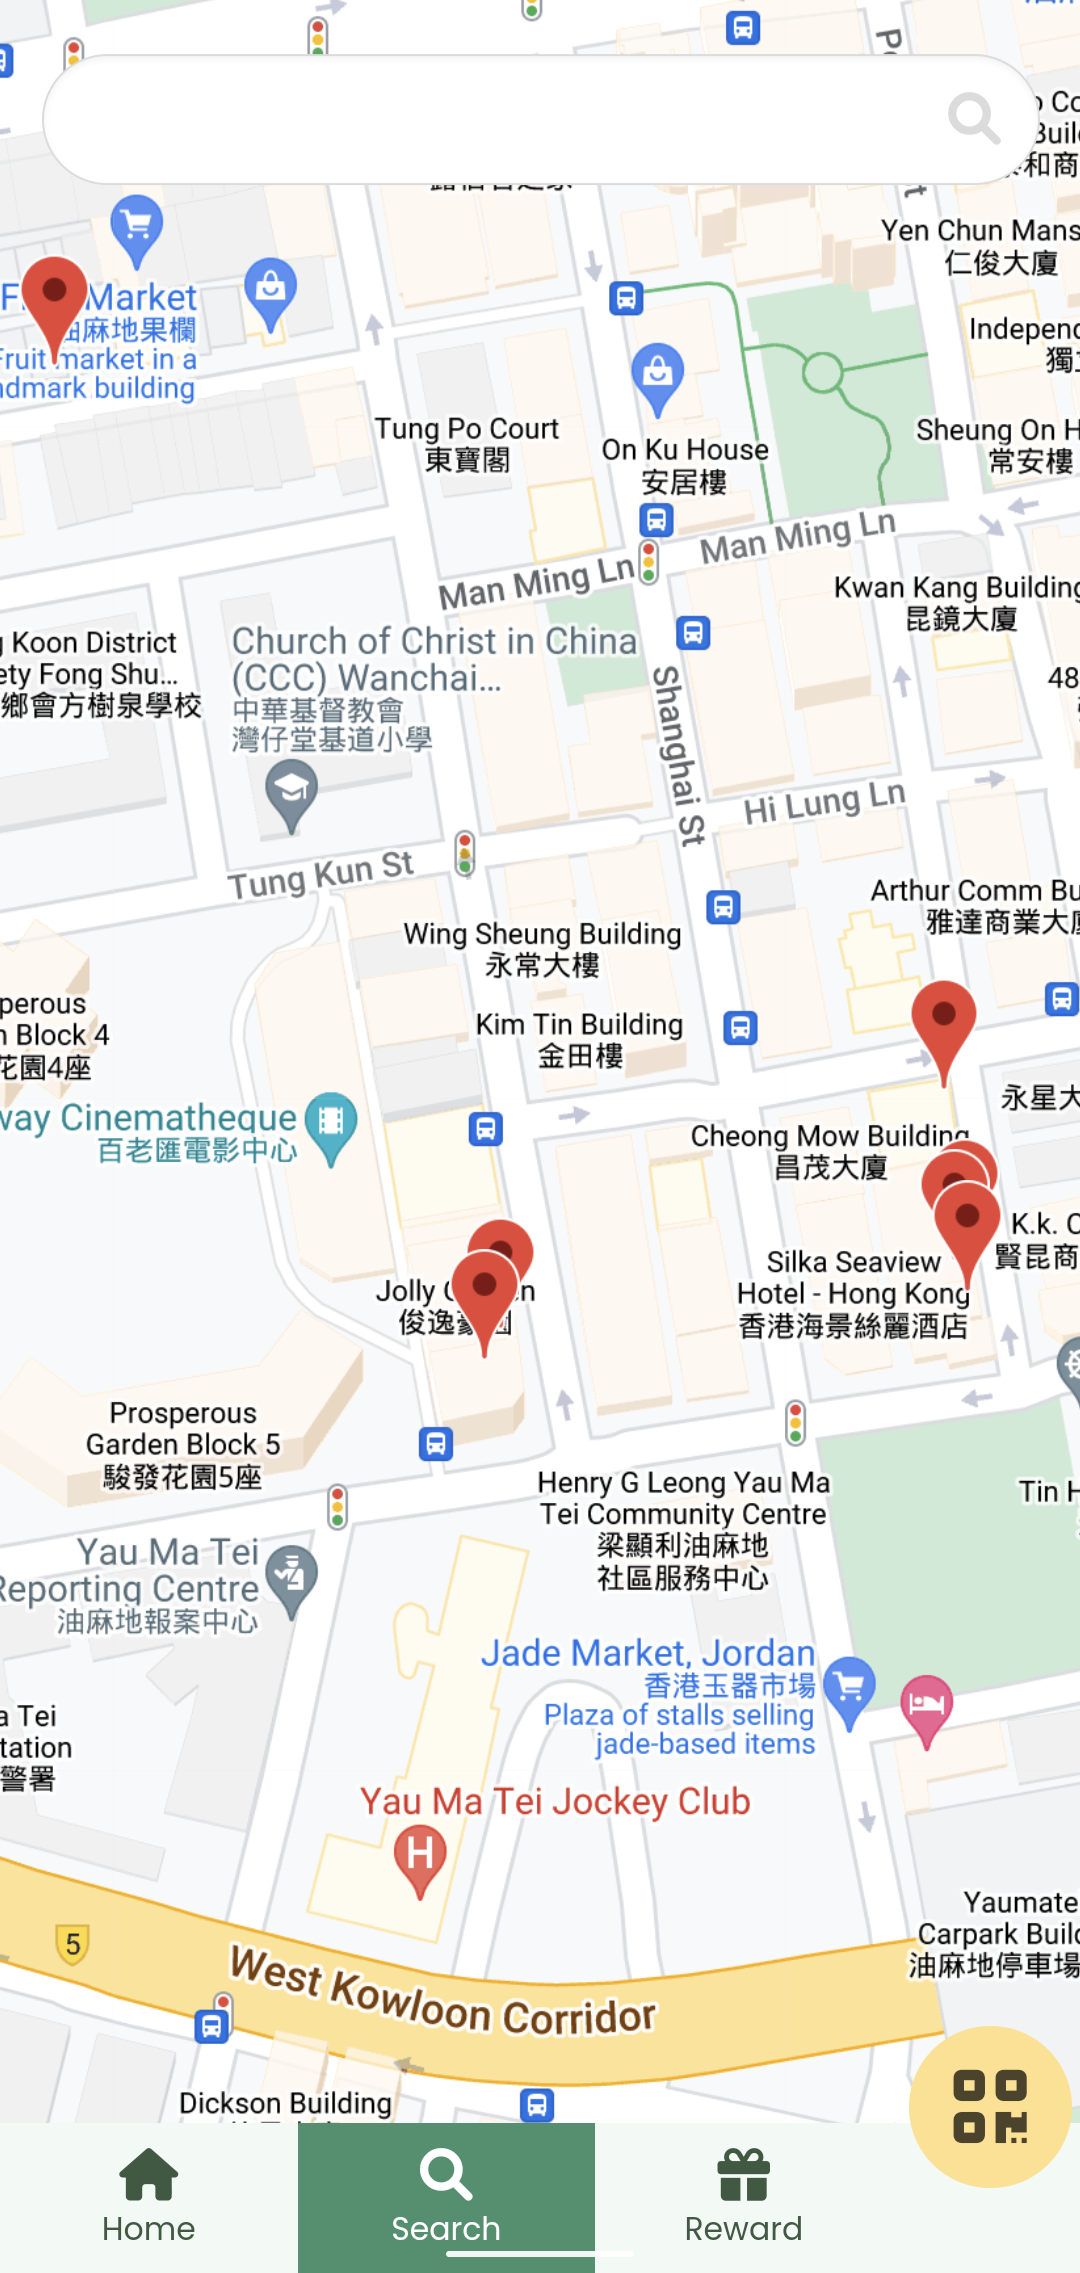 仁俊大廈
Yen Chun Mans
和商
Market
油麻地果欄
Fruit market in a
ndmark building
Independ
Tung Po Court
東寶閣
On Ku House
安居樓
Sheung On H
常安樓
Man Ming Ln
Man Ming Ln
Kwan Kang Building
昆鏡大廈
g Koon District
ety Fong Shu...
鄉會方樹泉學校
Church of Christ in China
(CCC) Wanchai...
中華基督教會
灣仔堂基道小學
48
Shanghai St
Hi Lung Ln
Tung Kun St
Arthur Comm Bu
雅達商業大廈
Wing Sheung Building
永常大樓
perous
n Block 4
花園4座
Kim Tin Building
金田樓
way Cinematheque
百老匯電影中心
永星大
Cheong Mow Building
昌茂大廈
K.k. C
賢昆商
Silka Seaview
Hotel - Hong Kong
香港海景絲麗酒店
Jolly
俊逸
Prosperous
Garden Block 5
駿發花園5座
Henry G Leong Yau Ma
Tei Community Centre
梁顯利油麻地
社區服務中心
Tin H
Yau Ma Tei
Reporting Centre
油麻地報案中心
Jade Market, Jordan
香港玉器市場
Plaza of stalls selling
jade-based items
a Tei
tation
警署
Yau Ma Tei Jockey Club
H
Yaumate
Carpark Build
油麻地停車場
5
West Kowloon Corridor
Dickson Building
Home
Search
Reward